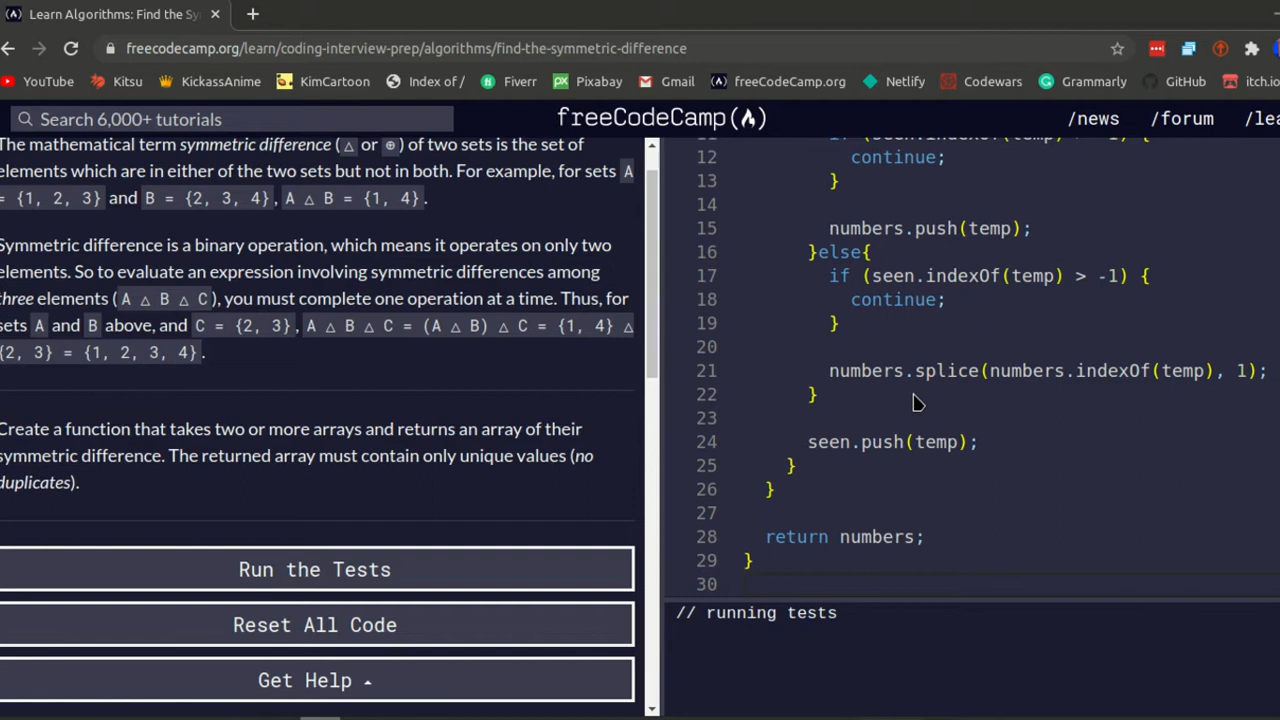 Learn Algorithms: Find the Sy
freecodecamp.org/learn/coding-interview-prep/algorithms/find-the-symmetric-difference
YouTube Kitsu KickassAnime KimCartoon Index of / Fiverr Pixabay Gmail freeCodeCamp.org Netlify Codewars Grammarly GitHub itch.io
Search 6,000+ tutorials
freeCodeCamp
/news /forum /lea
The mathematical term symmetric difference (△ or ⊕) of two sets is the set of
elements which are in either of the two sets but not in both. For example, for sets A
= {1, 2, 3} and B = {2, 3, 4}, A △ B = {1, 4}.
Symmetric difference is a binary operation, which means it operates on only two
elements. So to evaluate an expression involving symmetric differences among
three elements (A △ B △ C), you must complete one operation at a time. Thus, for
sets A and B above, and C = {2, 3}, A △ B △ C = (A △ B) △ C = {1, 4} △
{2, 3} = {1, 2, 3, 4}.
Create a function that takes two or more arrays and returns an array of their
symmetric difference. The returned array must contain only unique values (no
duplicates).
Run the Tests
Reset All Code
Get Help
if (seen.indexOf(temp) > -1) {
12 continue;
13 }
14
15 numbers.push(temp);
16 }else{
17 if (seen.indexOf(temp) > -1) {
18 continue;
19 }
20
21 numbers.splice(numbers.indexOf(temp), 1);
22 }
23
24 seen.push(temp);
25 }
26 }
27
28 return numbers;
29 }
30
// running tests